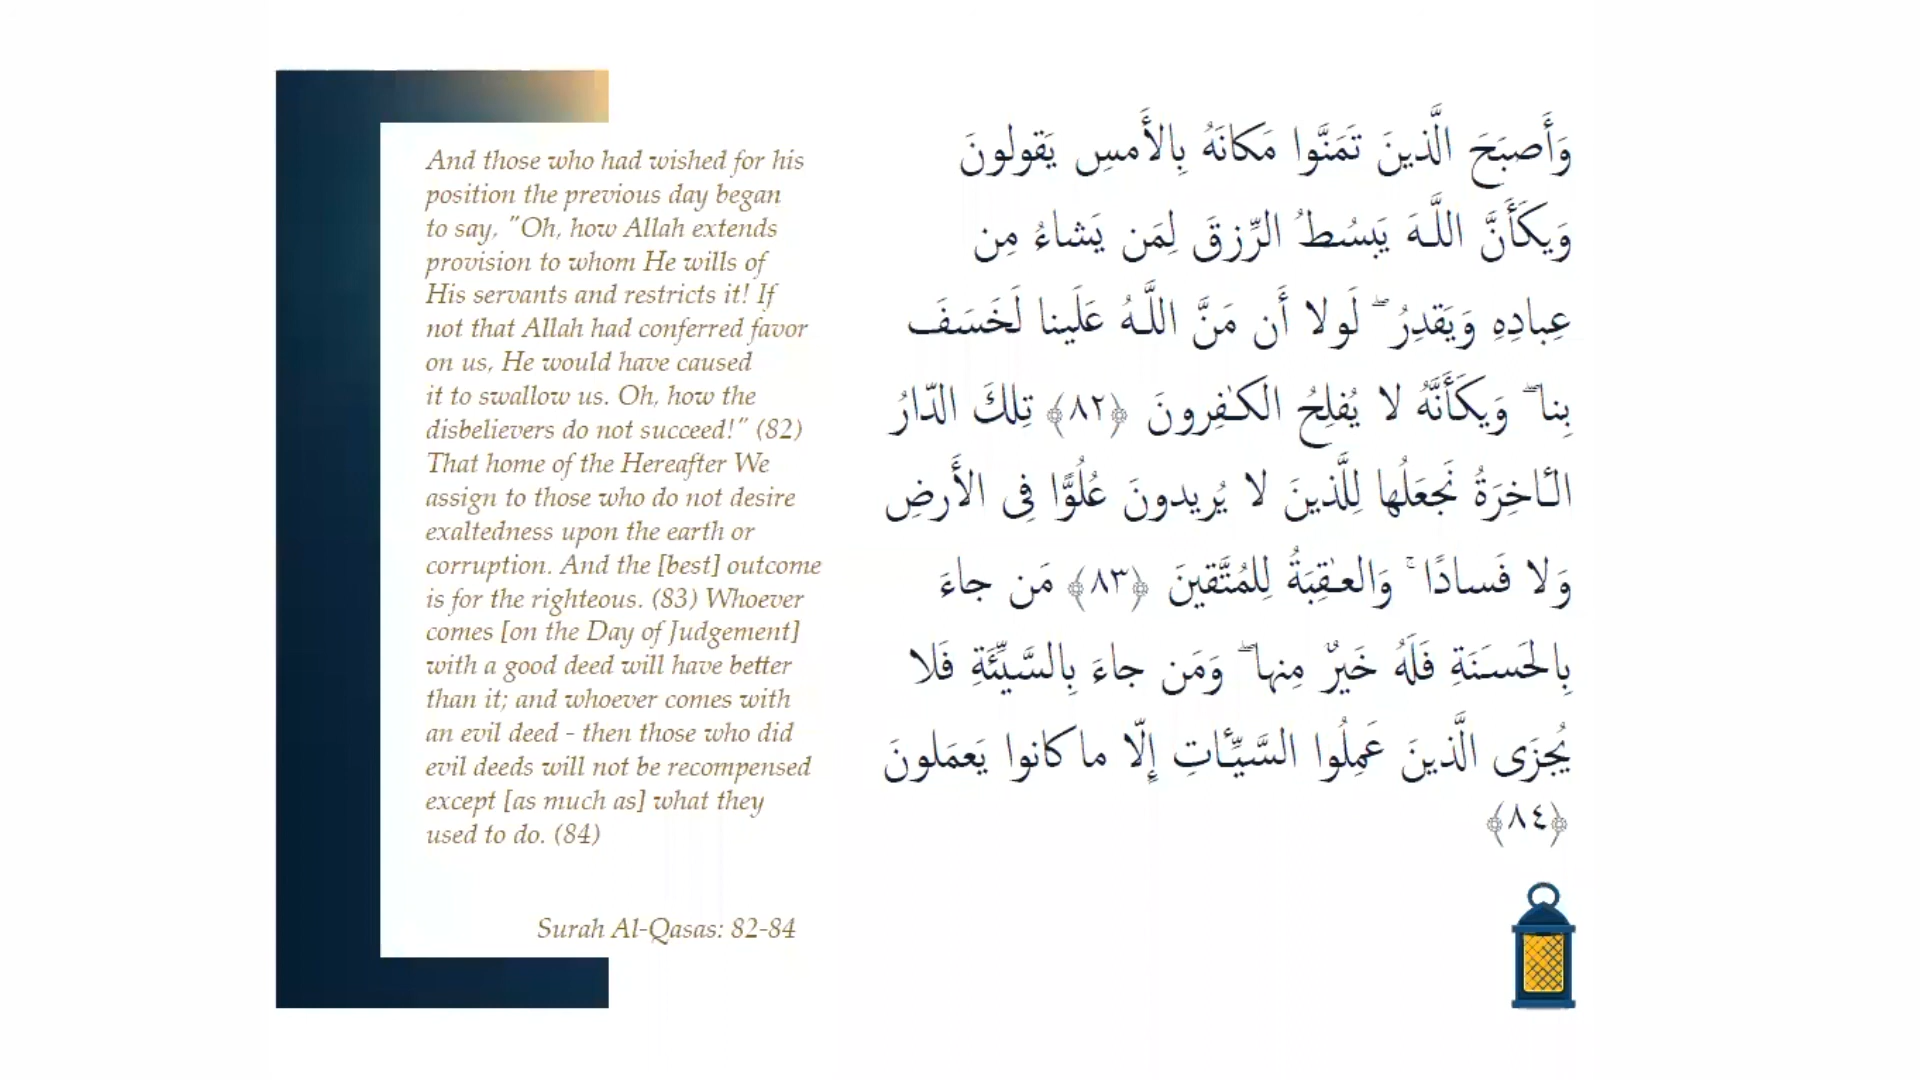 And those who had wished for his
position the previous day began
to say, "Oh, how Allah extends
provision to whom He wills of
His servants and restricts it! If
not that Allah had conferred favor
on us, He would have caused
it to swallow us. Oh, how the
disbelievers do not succeed!" (82)
That home of the Hereafter We
assign to those who do not desire
exaltedness upon the earth or
corruption. And the [best] outcome
is for the righteous. (83) Whoever
comes [on the Day of Judgement]
with a good deed will have better
than it; and whoever comes with
an evil deed - then those who did
evil deeds will not be recompensed
except [as much as] what they
used to do. (84)
Surah Al-Qasas: 82-84
وَأَصبَحَ الَّذينَ تَمَنَّوا مَكانَهُ بِالأَمسِ يَقولونَ
وَيكَأَنَّ اللَّـهَ يَبسُطُ الرِّزقَ لِمَن يَشاءُ مِن
عِبادِهِ وَيَقدِرُ ۖ لَولا أَن مَنَّ اللَّـهُ عَلَينا لَخَسَفَ
بِنا ۖ وَيكَأَنَّهُ لا يُفلِحُ الكـٰفِرونَ ﴿٨٢﴾ تِلكَ الدّارُ
الـٔاخِرَةُ نَجعَلُها لِلَّذينَ لا يُريدونَ عُلُوًّا فِى الأَرضِ
وَلا فَسادًا ۚ وَالعـٰقِبَةُ لِلمُتَّقينَ ﴿٨٣﴾ مَن جاءَ
بِالحَسَنَةِ فَلَهُ خَيرٌ مِنها ۖ وَمَن جاءَ بِالسَّيِّئَةِ فَلا
يُجزَى الَّذينَ عَمِلُوا السَّيِّـٔاتِ إِلّا ما كانوا يَعمَلونَ
﴿٨٤﴾